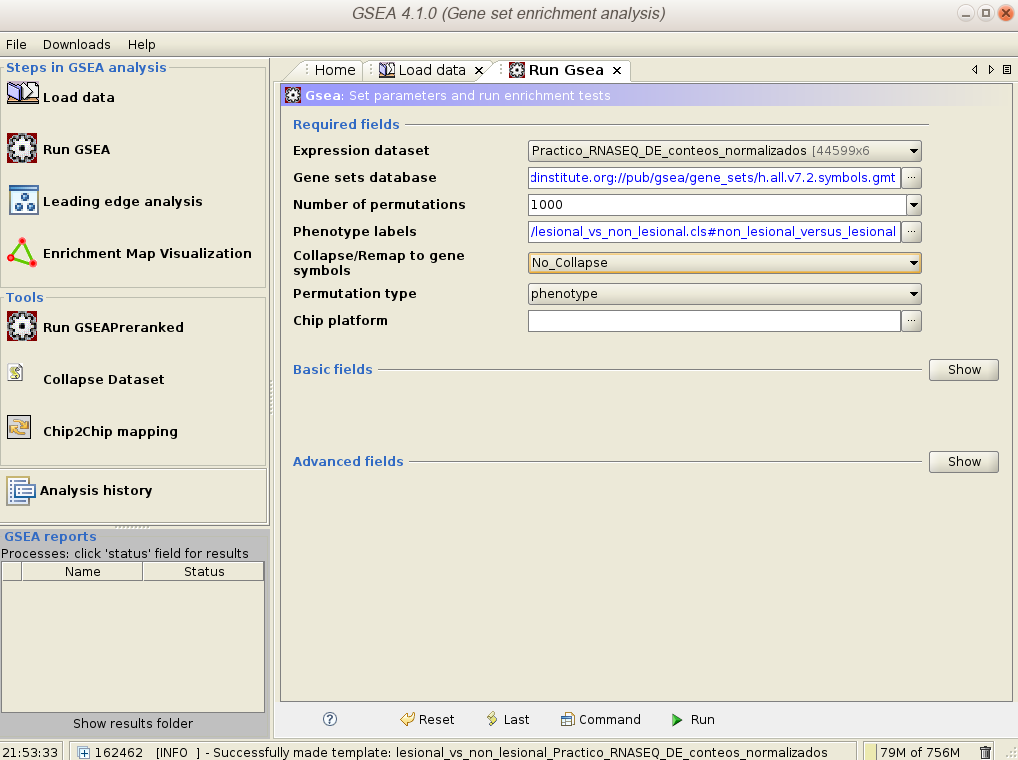 GSEA 4.1.0 (Gene set enrichment analysis)
File Downloads Help
Steps in GSEA analysis
Load data
Run GSEA
Leading edge analysis
Enrichment Map Visualization
Tools
Run GSEAPreranked
Collapse Dataset
Chip2Chip mapping
Analysis history
GSEA reports
Processes: click 'status' field for results
Name Status
Show results folder
Home Load data Run Gsea
Gsea: Set parameters and run enrichment tests
Required fields
Expression dataset Practico_RNASEQ_DE_conteos_normalizados [44599x6
Gene sets database dinstitute.org://pub/gsea/gene_sets/h.all.v7.2.symbols.gmt ...
Number of permutations 1000
Phenotype labels /lesional_vs_non_lesional.cls#non_lesional_versus_lesional ...
Collapse/Remap to gene
symbols No_Collapse
Permutation type phenotype
Chip platform ...
Basic fields Show
Advanced fields Show
? Reset Last Command Run
21:53:33 162462 [INFO ] - Successfully made template: lesional_vs_non_lesional_Practico_RNASEQ_DE_conteos_normalizados 79M of 756M